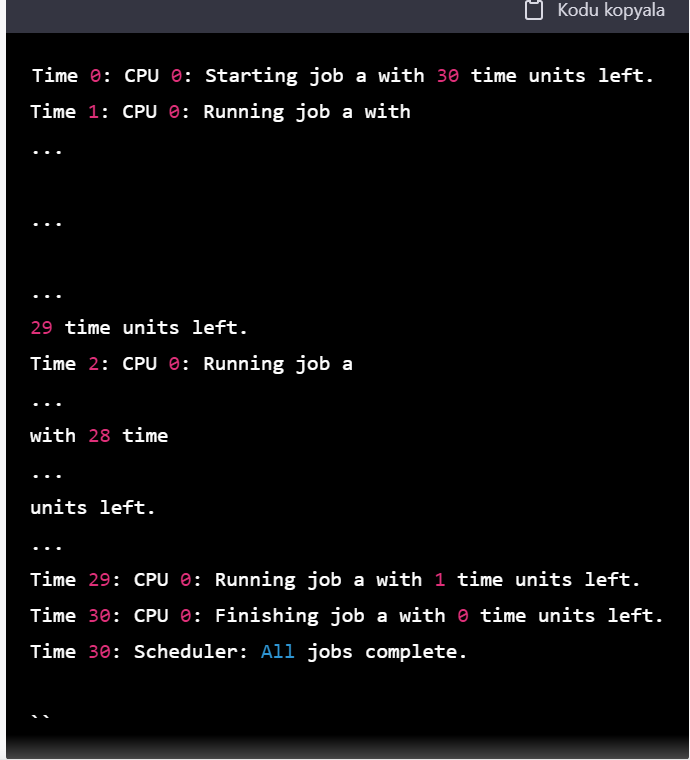 Kodu kopyala
Time 0: CPU 0: Starting job a with 30 time units left.
Time 1: CPU 0: Running job a with
...
...
...
29 time units left.
Time 2: CPU 0: Running job a
...
with 28 time
...
units left.
...
Time 29: CPU 0: Running job a with 1 time units left.
Time 30: CPU 0: Finishing job a with 0 time units left.
Time 30: Scheduler: All jobs complete.
``